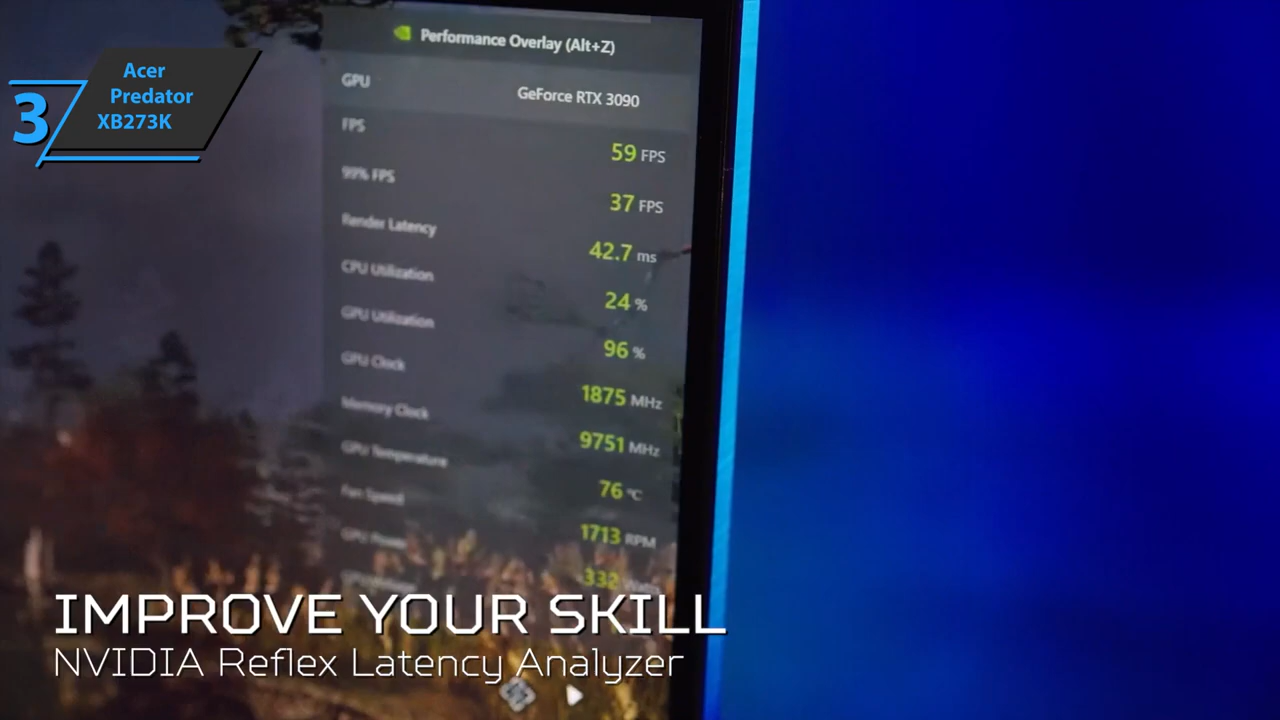 3
Acer
Predator
XB273K
Performance Overlay (Alt+Z)
GPU GeForce RTX 3090
FPS 59 FPS
99% FPS 37 FPS
Render Latency 42.7 ms
CPU Utilization 24 %
GPU Utilization 96 %
GPU Clock 1875 MHz
Memory Clock 9751 MHz
GPU Temperature 76 °C
Fan Speed 1713 RPM
GPU Power 332
IMPROVE YOUR SKILL
NVIDIA Reflex Latency Analyzer